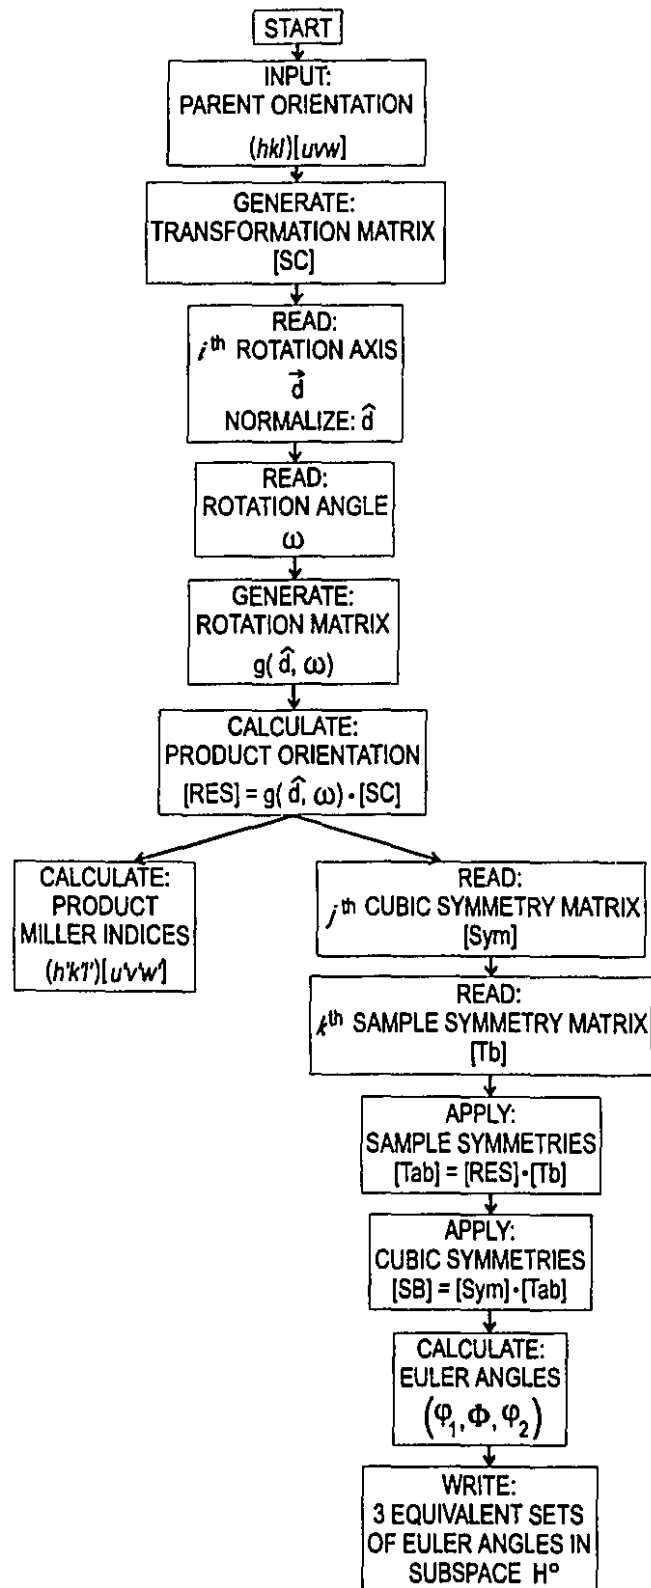 START
INPUT:
PARENT ORIENTATION
(hkl)[uvw]
GENERATE:
TRANSFORMATION MATRIX
[SC]
READ:
i th ROTATION AXIS
d⃗
NORMALIZE: d̂
READ:
ROTATION ANGLE
ω
GENERATE:
ROTATION MATRIX
g( d̂, ω)
CALCULATE:
PRODUCT ORIENTATION
[RES] = g( d̂, ω) · [SC]
CALCULATE:
PRODUCT
MILLER INDICES
(h'k'l')[u'v'w']
READ:
j th CUBIC SYMMETRY MATRIX
[Sym]
READ:
k th SAMPLE SYMMETRY MATRIX
[Tb]
APPLY:
SAMPLE SYMMETRIES
[Tab] = [RES]·[Tb]
APPLY:
CUBIC SYMMETRIES
[SB] = [Sym]·[Tab]
CALCULATE:
EULER ANGLES
(φ₁, Φ, φ₂)
WRITE:
3 EQUIVALENT SETS
OF EULER ANGLES IN
SUBSPACE H°